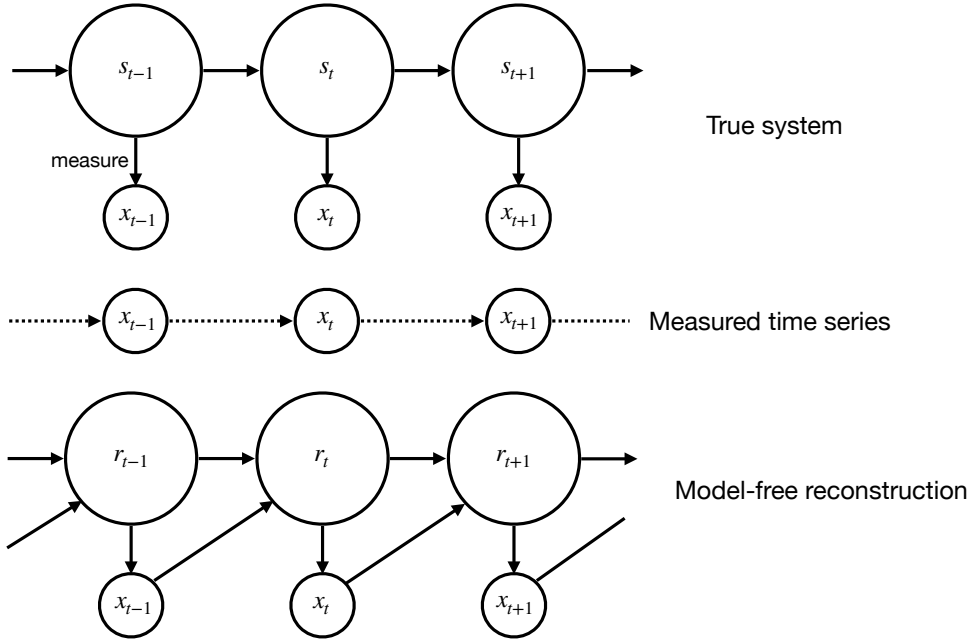 s_{t−1} s_t s_{t+1}
True system
measure
x_{t−1} x_t x_{t+1}
x_{t−1} x_t x_{t+1} Measured time series
r_{t−1} r_t r_{t+1}
Model-free reconstruction
x_{t−1} x_t x_{t+1}